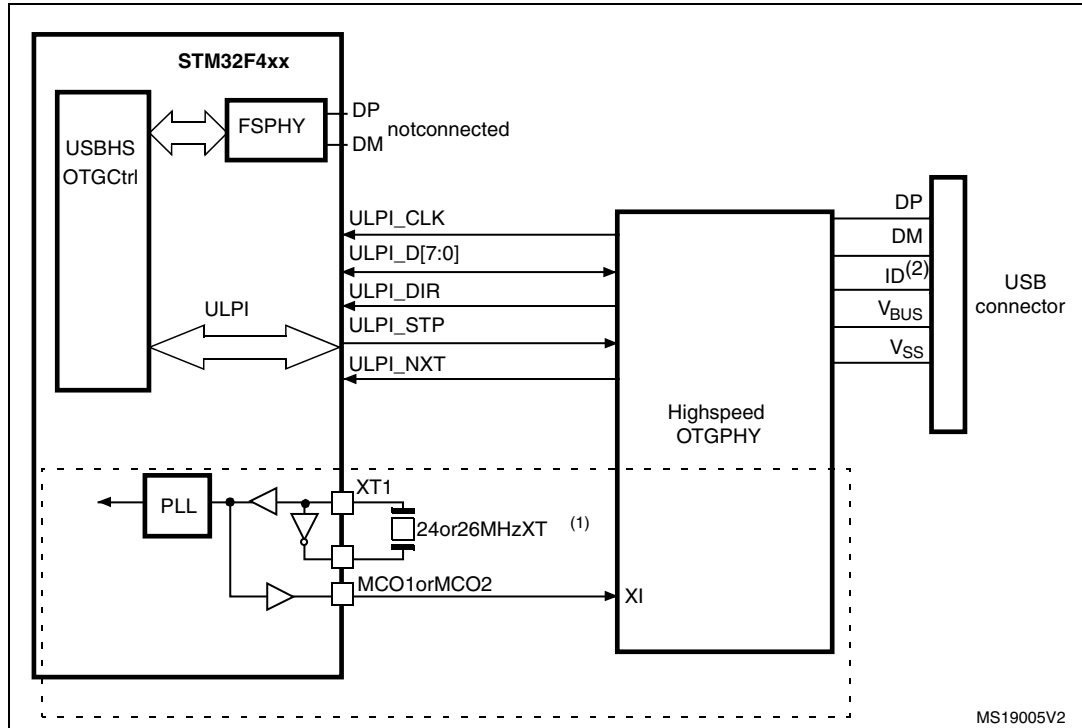 STM32F4xx
USBHS
OTGCtrl
FSPHY
DP
DM
notconnected
ULPI
ULPI_CLK
ULPI_D[7:0]
ULPI_DIR
ULPI_STP
ULPI_NXT
Highspeed
OTGPHY
DP
DM
ID(2)
VBUS
VSS
USB
connector
PLL
XT1
24or26MHzXT (1)
MCO1orMCO2
XI
MS19005V2